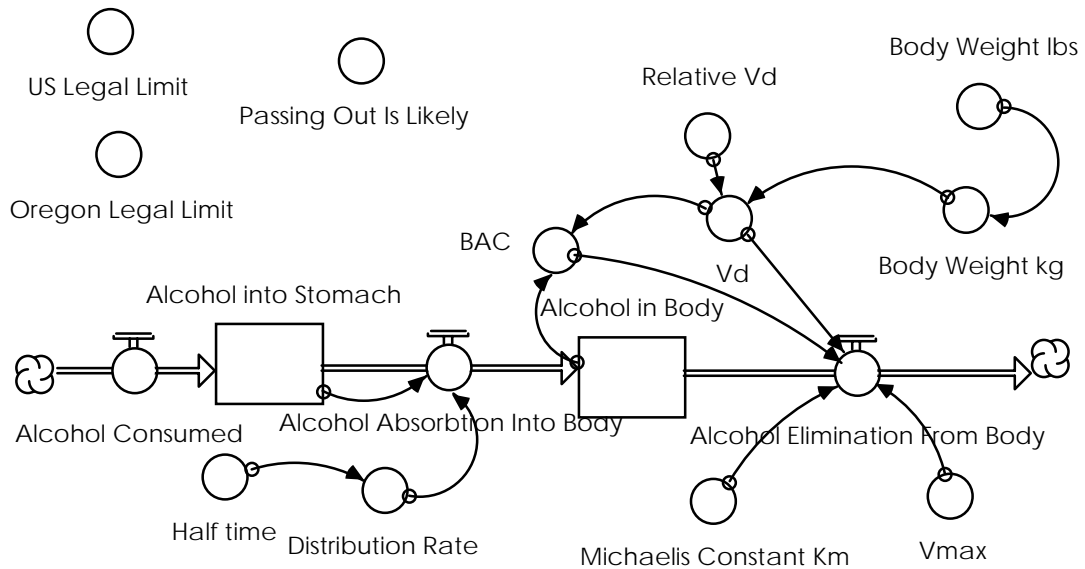 US Legal Limit
Passing Out Is Likely
Oregon Legal Limit
Relative Vd
Body Weight lbs
BAC
Vd
Body Weight kg
Alcohol into Stomach
Alcohol in Body
Alcohol Consumed
Alcohol Absorbtion Into Body
Alcohol Elimination From Body
Half time
Distribution Rate
Michaelis Constant Km
Vmax